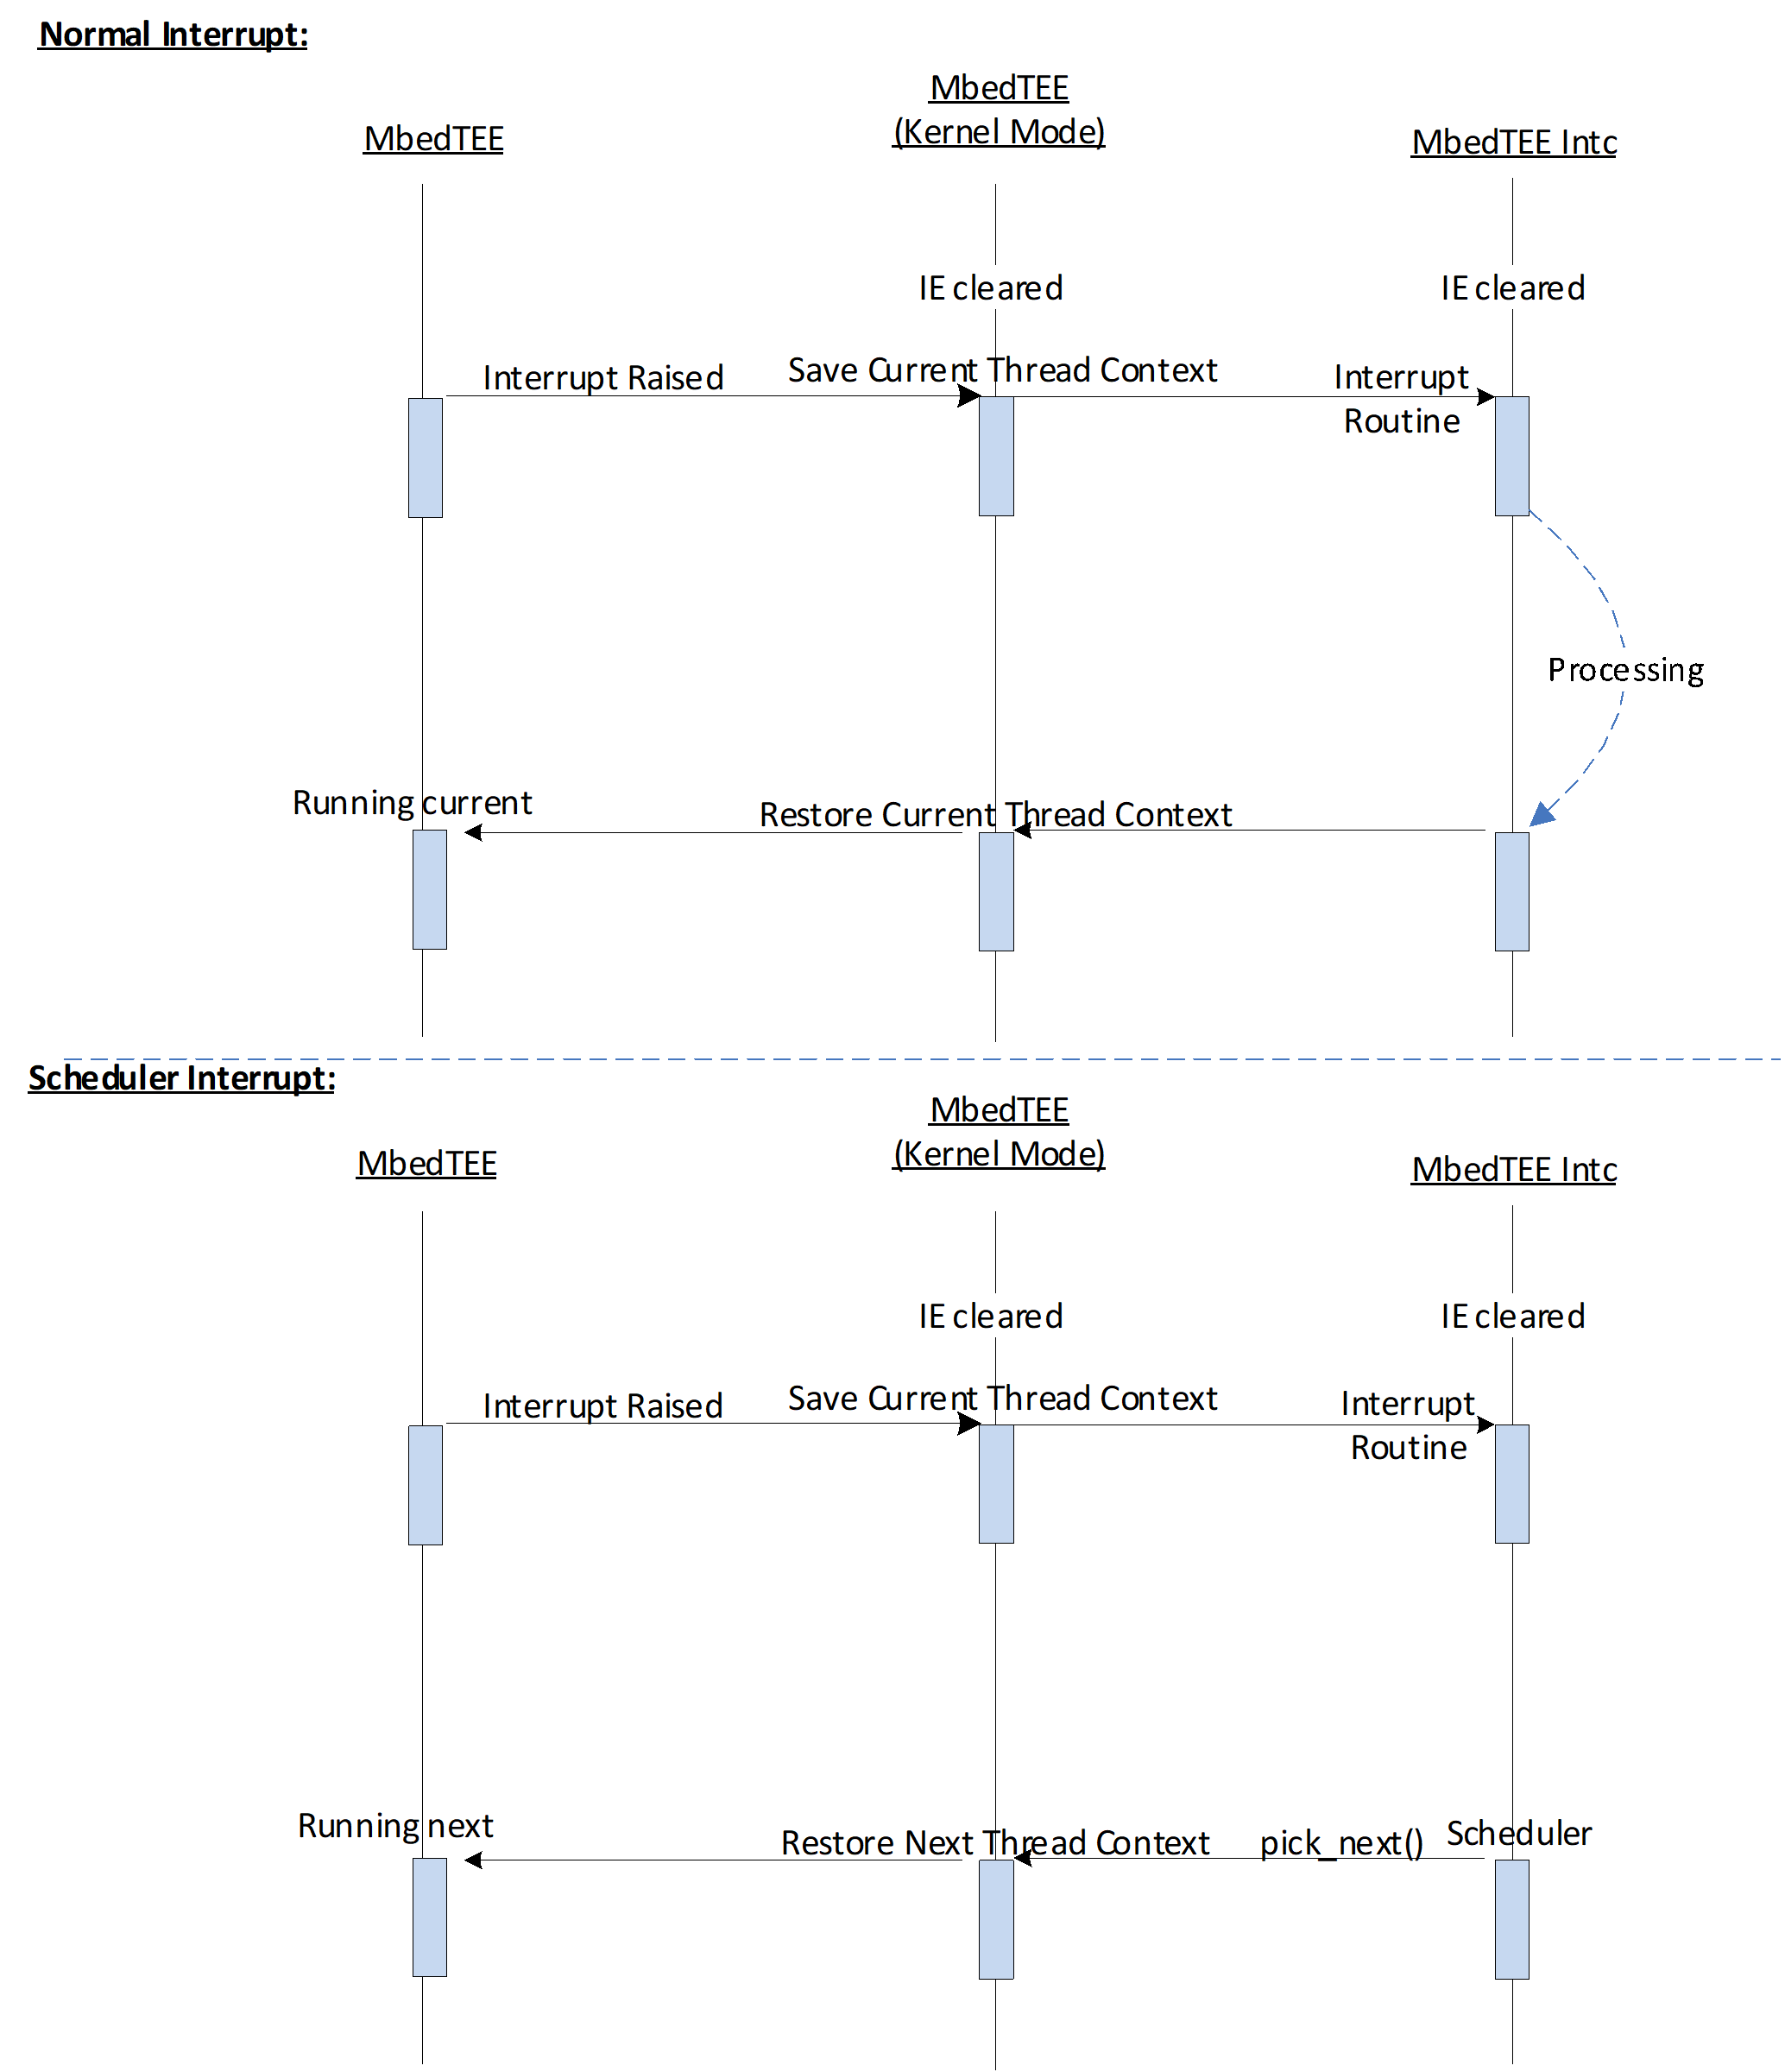 Normal Interrupt:
MbedTEE
MbedTEE
(Kernel Mode)
MbedTEE Intc
IE cleared
IE cleared
Interrupt Raised
Save Current Thread Context
Interrupt
Routine
Processing
Running current
Restore Current Thread Context
Scheduler Interrupt:
MbedTEE
MbedTEE
(Kernel Mode)
MbedTEE Intc
IE cleared
IE cleared
Interrupt Raised
Save Current Thread Context
Interrupt
Routine
Running next
Restore Next Thread Context
pick_next()
Scheduler